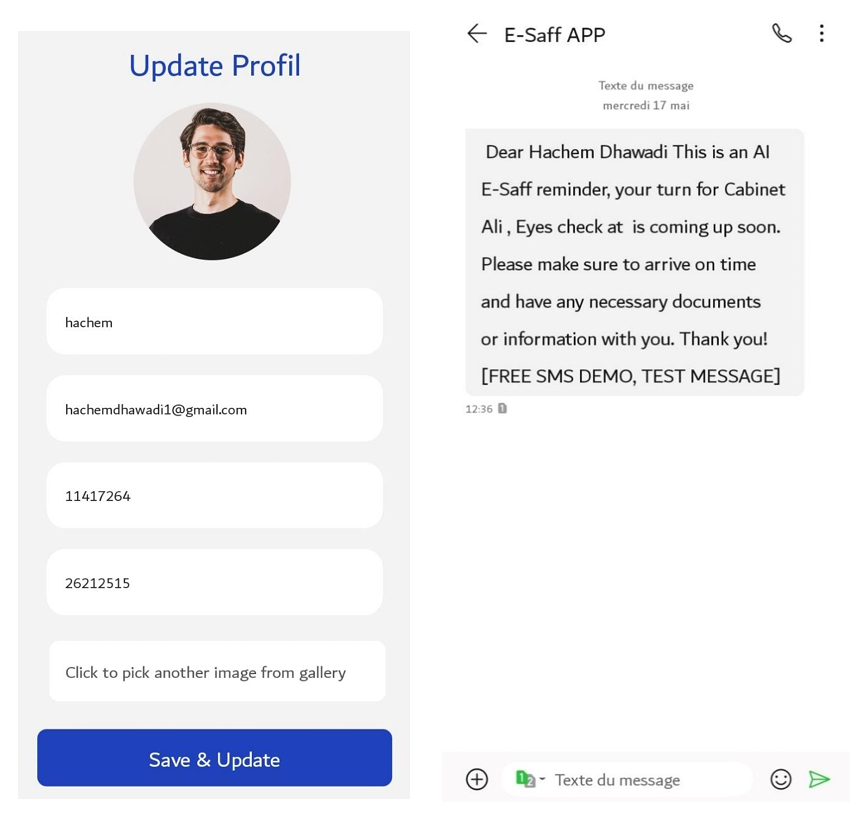 Update Profil
hachem
hachemdhawadi1@gmail.com
11417264
26212515
Click to pick another image from gallery
Save & Update
E-Saff APP
Texte du message
mercredi 17 mai
Dear Hachem Dhawadi This is an AI
E-Saff reminder, your turn for Cabinet
Ali , Eyes check at  is coming up soon.
Please make sure to arrive on time
and have any necessary documents
or information with you. Thank you!
[FREE SMS DEMO, TEST MESSAGE]
12:36 1
1 2 Texte du message